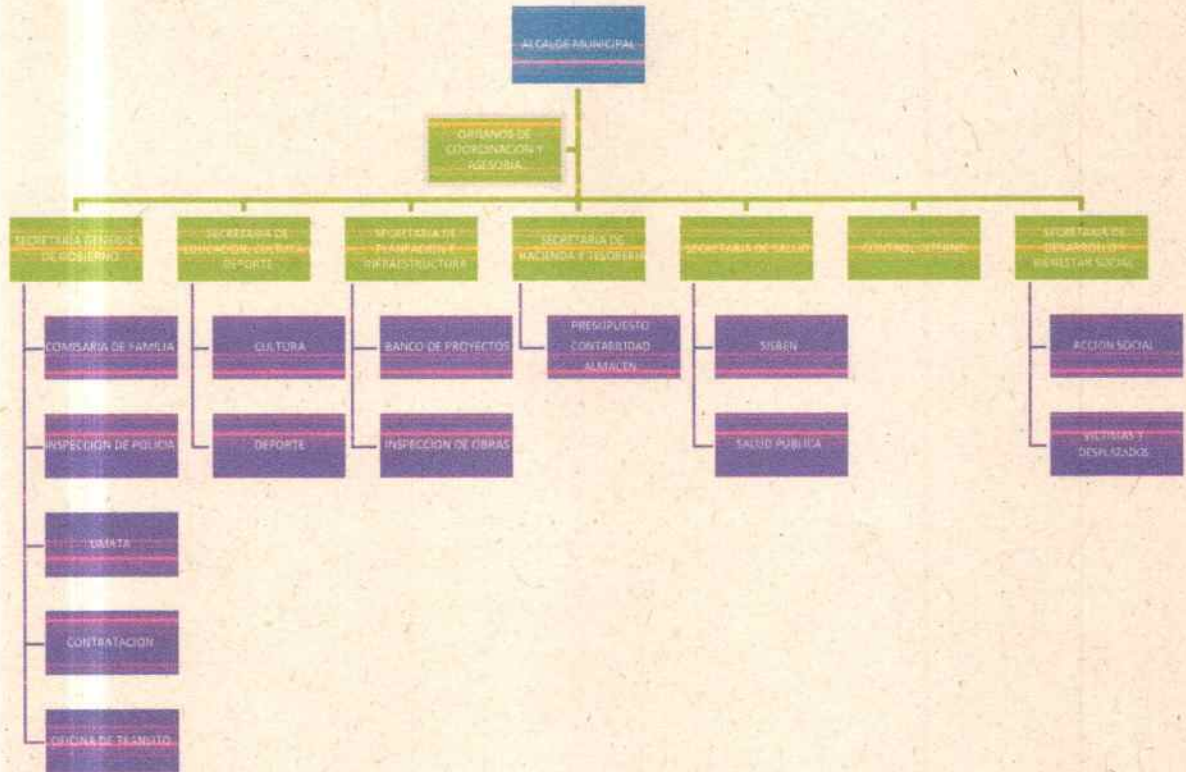 ALCALDE MUNICIPAL
ORGANOS DE
COORDINACION Y
ASESORIA
SECRETARIA GENERAL Y
DE GOBIERNO
SECRETARIA DE
EDUCACION, CULTURA
DEPORTE
SECRETARIA DE
PLANEACION E
INFRAESTRUCTURA
SECRETARIA DE
HACIENDA Y TESORERIA
SECRETARIA DE SALUD
CONTROL INTERNO
SECRETARIA DE
DESARROLLO Y
BIENESTAR SOCIAL
COMISARIA DE FAMILIA
INSPECCION DE POLICIA
UMATA
CONTRATACION
OFICINA DE TRANSITO
CULTURA
DEPORTE
BANCO DE PROYECTOS
INSPECCION DE OBRAS
PRESUPUESTO
CONTABILIDAD
ALMACEN
SISBEN
SALUD PUBLICA
ACCION SOCIAL
VICTIMAS Y
DESPLAZADOS